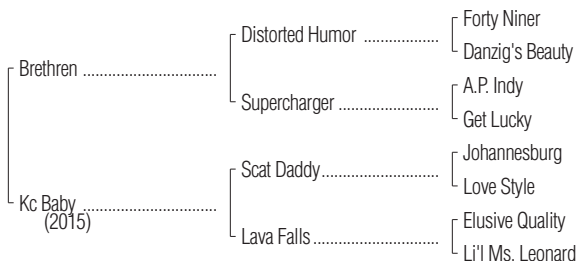 Forty Niner
Distorted Humor ..................
Danzig's Beauty
Brethren ................................
A.P. Indy
Supercharger ........................
Get Lucky
Johannesburg
Scat Daddy............................
Love Style
Kc Baby ................................
(2015)
Elusive Quality
Lava Falls..............................
Li'l Ms. Leonard